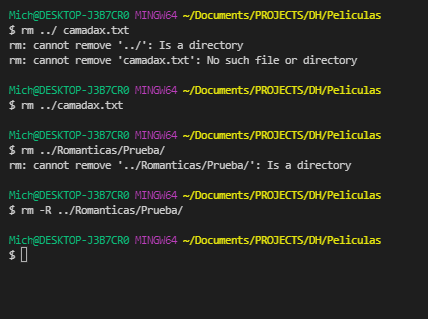 Mich@DESKTOP-J3B7CR0 MINGW64 ~/Documents/PROJECTS/DH/Peliculas
$ rm ../ camadax.txt
rm: cannot remove '../': Is a directory
rm: cannot remove 'camadax.txt': No such file or directory
Mich@DESKTOP-J3B7CR0 MINGW64 ~/Documents/PROJECTS/DH/Peliculas
$ rm ../camadax.txt
Mich@DESKTOP-J3B7CR0 MINGW64 ~/Documents/PROJECTS/DH/Peliculas
$ rm ../Romanticas/Prueba/
rm: cannot remove '../Romanticas/Prueba/': Is a directory
Mich@DESKTOP-J3B7CR0 MINGW64 ~/Documents/PROJECTS/DH/Peliculas
$ rm -R ../Romanticas/Prueba/
Mich@DESKTOP-J3B7CR0 MINGW64 ~/Documents/PROJECTS/DH/Peliculas
$